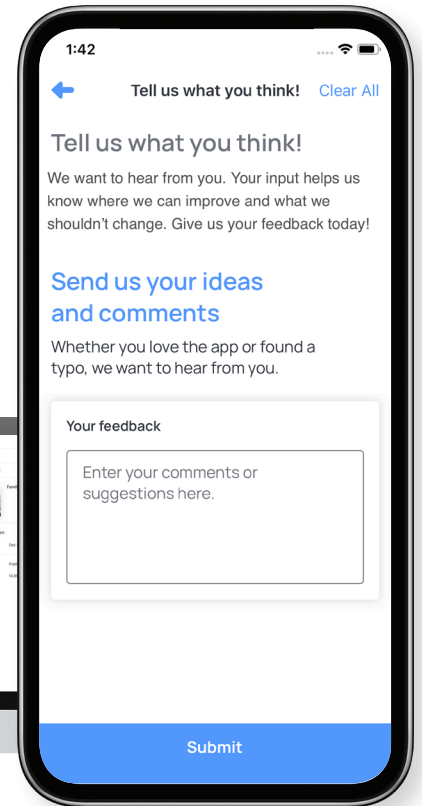 1:42
Tell us what you think! Clear All
Tell us what you think!
We want to hear from you. Your input helps us
know where we can improve and what we
shouldn't change. Give us your feedback today!
Send us your ideas
and comments
Whether you love the app or found a
typo, we want to hear from you.
Your feedback
Enter your comments or
suggestions here.
Submit